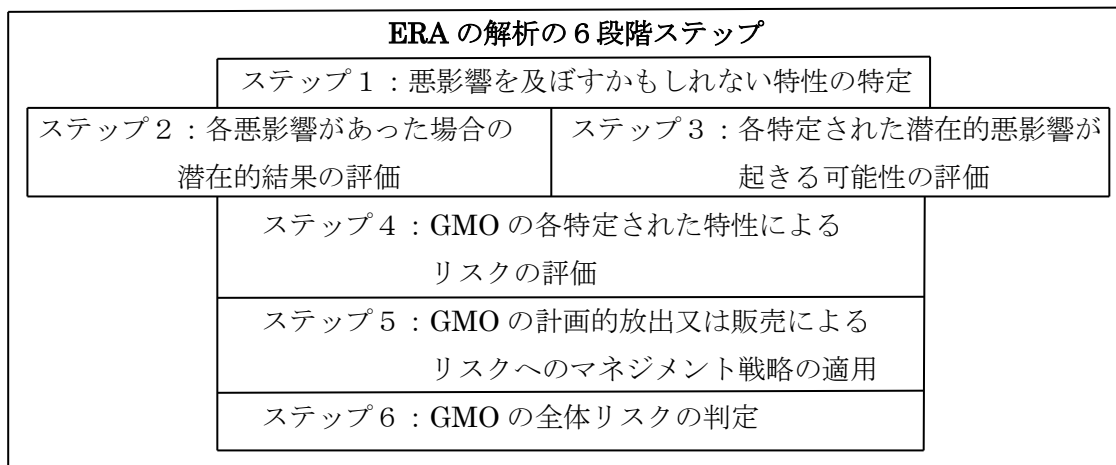 ERA の解析の６段階ステップ
ステップ１：悪影響を及ぼすかもしれない特性の特定
ステップ２：各悪影響があった場合の
潜在的結果の評価
ステップ３：各特定された潜在的悪影響が
起きる可能性の評価
ステップ４：GMO の各特定された特性による
リスクの評価
ステップ５：GMO の計画的放出又は販売による
リスクへのマネジメント戦略の適用
ステップ６：GMO の全体リスクの判定